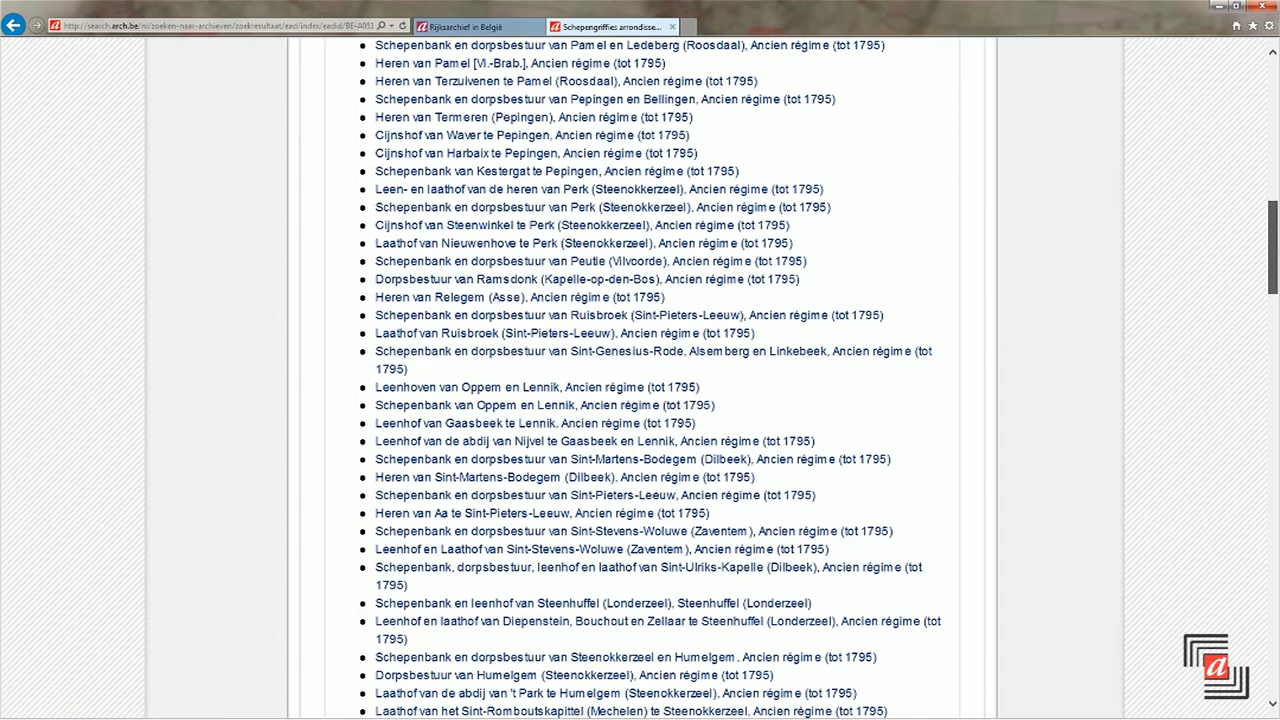 http://search.arch.be/nl/zoeken-naar-archieven/zoekresultaat/ead/index/eadid/BE-A051
Rijksarchief in België
Schepengriffies arrondisse...
Schepenbank en dorpsbestuur van Pamel en Ledeberg (Roosdaal), Ancien régime (tot 1795)
Heren van Pamel [Vl.-Brab.], Ancien régime (tot 1795)
Heren van Terzuivenen te Pamel (Roosdaal), Ancien régime (tot 1795)
Schepenbank en dorpsbestuur van Pepingen en Bellingen, Ancien régime (tot 1795)
Heren van Termeren (Pepingen), Ancien régime (tot 1795)
Cijnshof van Waver te Pepingen, Ancien régime (tot 1795)
Cijnshof van Harbaix te Pepingen, Ancien régime (tot 1795)
Schepenbank van Kestergat te Pepingen, Ancien régime (tot 1795)
Leen- en laathof van de heren van Perk (Steenokkerzeel), Ancien régime (tot 1795)
Schepenbank en dorpsbestuur van Perk (Steenokkerzeel), Ancien régime (tot 1795)
Cijnshof van Steenwinkel te Perk (Steenokkerzeel), Ancien régime (tot 1795)
Laathof van Nieuwenhove te Perk (Steenokkerzeel), Ancien régime (tot 1795)
Schepenbank en dorpsbestuur van Peutie (Vilvoorde), Ancien régime (tot 1795)
Dorpsbestuur van Ramsdonk (Kapelle-op-den-Bos), Ancien régime (tot 1795)
Heren van Relegem (Asse), Ancien régime (tot 1795)
Schepenbank en dorpsbestuur van Ruisbroek (Sint-Pieters-Leeuw), Ancien régime (tot 1795)
Laathof van Ruisbroek (Sint-Pieters-Leeuw), Ancien régime (tot 1795)
Schepenbank en dorpsbestuur van Sint-Genesius-Rode, Alsemberg en Linkebeek, Ancien régime (tot
1795)
Leenhoven van Oppem en Lennik, Ancien régime (tot 1795)
Schepenbank van Oppem en Lennik, Ancien régime (tot 1795)
Leenhof van Gaasbeek te Lennik, Ancien régime (tot 1795)
Leenhof van de abdij van Nijvel te Gaasbeek en Lennik, Ancien régime (tot 1795)
Schepenbank en dorpsbestuur van Sint-Martens-Bodegem (Dilbeek), Ancien régime (tot 1795)
Heren van Sint-Martens-Bodegem (Dilbeek), Ancien régime (tot 1795)
Schepenbank en dorpsbestuur van Sint-Pieters-Leeuw, Ancien régime (tot 1795)
Heren van Aa te Sint-Pieters-Leeuw, Ancien régime (tot 1795)
Schepenbank en dorpsbestuur van Sint-Stevens-Woluwe (Zaventem), Ancien régime (tot 1795)
Leenhof en Laathof van Sint-Stevens-Woluwe (Zaventem), Ancien régime (tot 1795)
Schepenbank, dorpsbestuur, leenhof en laathof van Sint-Ulriks-Kapelle (Dilbeek), Ancien régime (tot
1795)
Schepenbank en leenhof van Steenhuffel (Londerzeel), Steenhuffel (Londerzeel)
Leenhof en laathof van Diepenstein, Bouchout en Zellaar te Steenhuffel (Londerzeel), Ancien régime (tot
1795)
Schepenbank en dorpsbestuur van Steenokkerzeel en Humelgem, Ancien régime (tot 1795)
Dorpsbestuur van Humelgem (Steenokkerzeel), Ancien régime (tot 1795)
Laathof van de abdij van 't Park te Humelgem (Steenokkerzeel), Ancien régime (tot 1795)
Laathof van het Sint-Romboutskapittel (Mechelen) te Steenokkerzeel, Ancien régime (tot 1795)
a